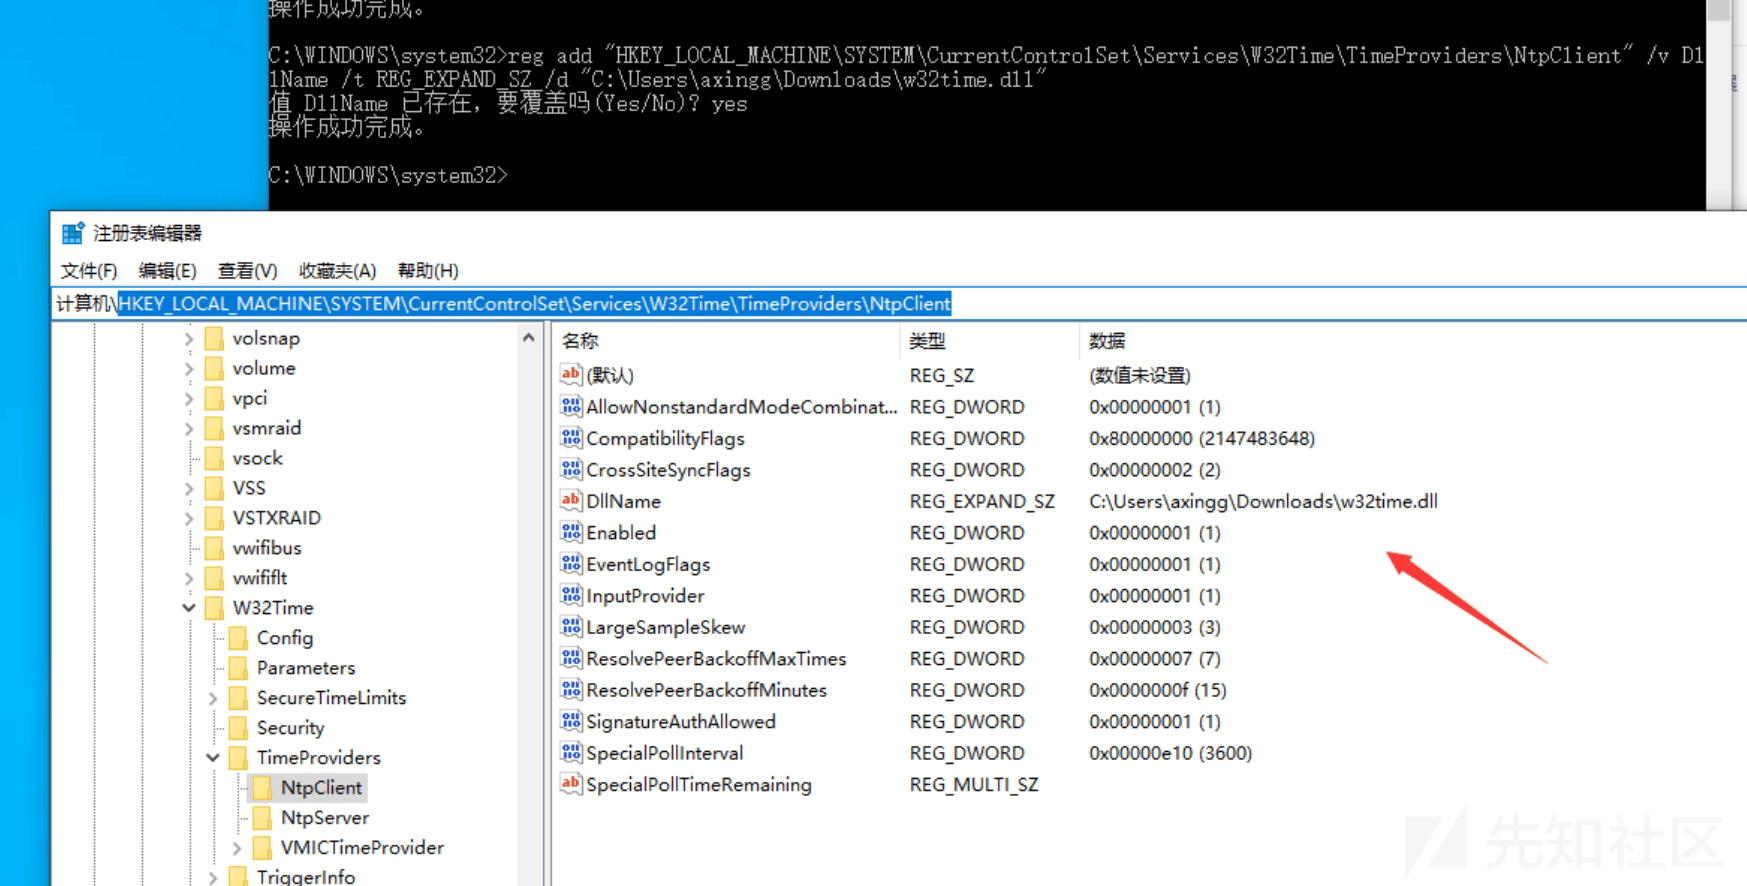 操作成功完成。
C:\WINDOWS\system32>reg add "HKEY_LOCAL_MACHINE\SYSTEM\CurrentControlSet\Services\W32Time\TimeProviders\NtpClient" /v Dl
lName /t REG_EXPAND_SZ /d "C:\Users\axingg\Downloads\w32time.dll"
值 DllName 已存在，要覆盖吗(Yes/No)? yes
操作成功完成。
C:\WINDOWS\system32>
注册表编辑器
文件(F) 编辑(E) 查看(V) 收藏夹(A) 帮助(H)
计算机\HKEY_LOCAL_MACHINE\SYSTEM\CurrentControlSet\Services\W32Time\TimeProviders\NtpClient
volsnap
volume
vpci
vsmraid
vsock
VSS
VSTXRAID
vwifibus
vwififlt
W32Time
Config
Parameters
SecureTimeLimits
Security
TimeProviders
NtpClient
NtpServer
VMICTimeProvider
TriggerInfo
名称 类型 数据
(默认) REG_SZ (数值未设置)
AllowNonstandardModeCombinat... REG_DWORD 0x00000001 (1)
CompatibilityFlags REG_DWORD 0x80000000 (2147483648)
CrossSiteSyncFlags REG_DWORD 0x00000002 (2)
DllName REG_EXPAND_SZ C:\Users\axingg\Downloads\w32time.dll
Enabled REG_DWORD 0x00000001 (1)
EventLogFlags REG_DWORD 0x00000001 (1)
InputProvider REG_DWORD 0x00000001 (1)
LargeSampleSkew REG_DWORD 0x00000003 (3)
ResolvePeerBackoffMaxTimes REG_DWORD 0x00000007 (7)
ResolvePeerBackoffMinutes REG_DWORD 0x0000000f (15)
SignatureAuthAllowed REG_DWORD 0x00000001 (1)
SpecialPollInterval REG_DWORD 0x00000e10 (3600)
SpecialPollTimeRemaining REG_MULTI_SZ
先知社区